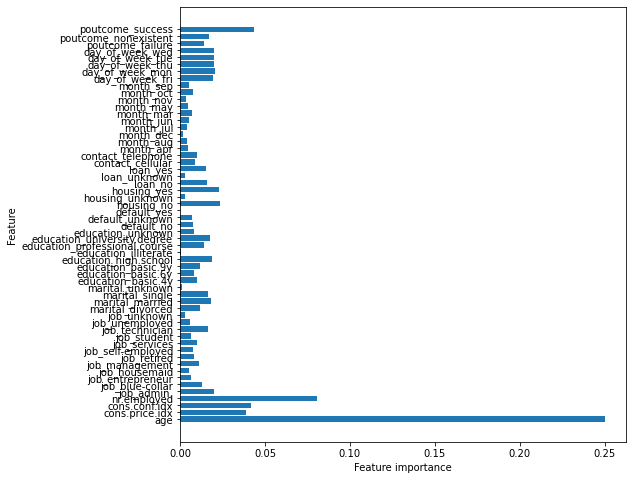 poutcome_success
poutcome_nonexistent
poutcome_failure
day_of_week_wed
day_of_week_tue
day_of_week_thu
day_of_week_mon
day_of_week_fri
month_sep
month_oct
month_nov
month_may
month_mar
month_jun
month_jul
month_dec
month_aug
month_apr
contact_telephone
contact_cellular
loan_yes
loan_unknown
loan_no
housing_yes
housing_unknown
housing_no
default_yes
default_unknown
default_no
education_unknown
education_university.degree
education_professional.course
education_illiterate
education_high.school
education_basic.9y
education_basic.6y
education_basic.4y
marital_unknown
marital_single
marital_married
marital_divorced
job_unknown
job_unemployed
job_technician
job_student
job_services
job_self-employed
job_retired
job_management
job_housemaid
job_entrepreneur
job_blue-collar
job_admin.
nr.employed
cons.conf.idx
cons.price.idx
age
Feature
0.00 0.05 0.10 0.15 0.20 0.25
Feature importance